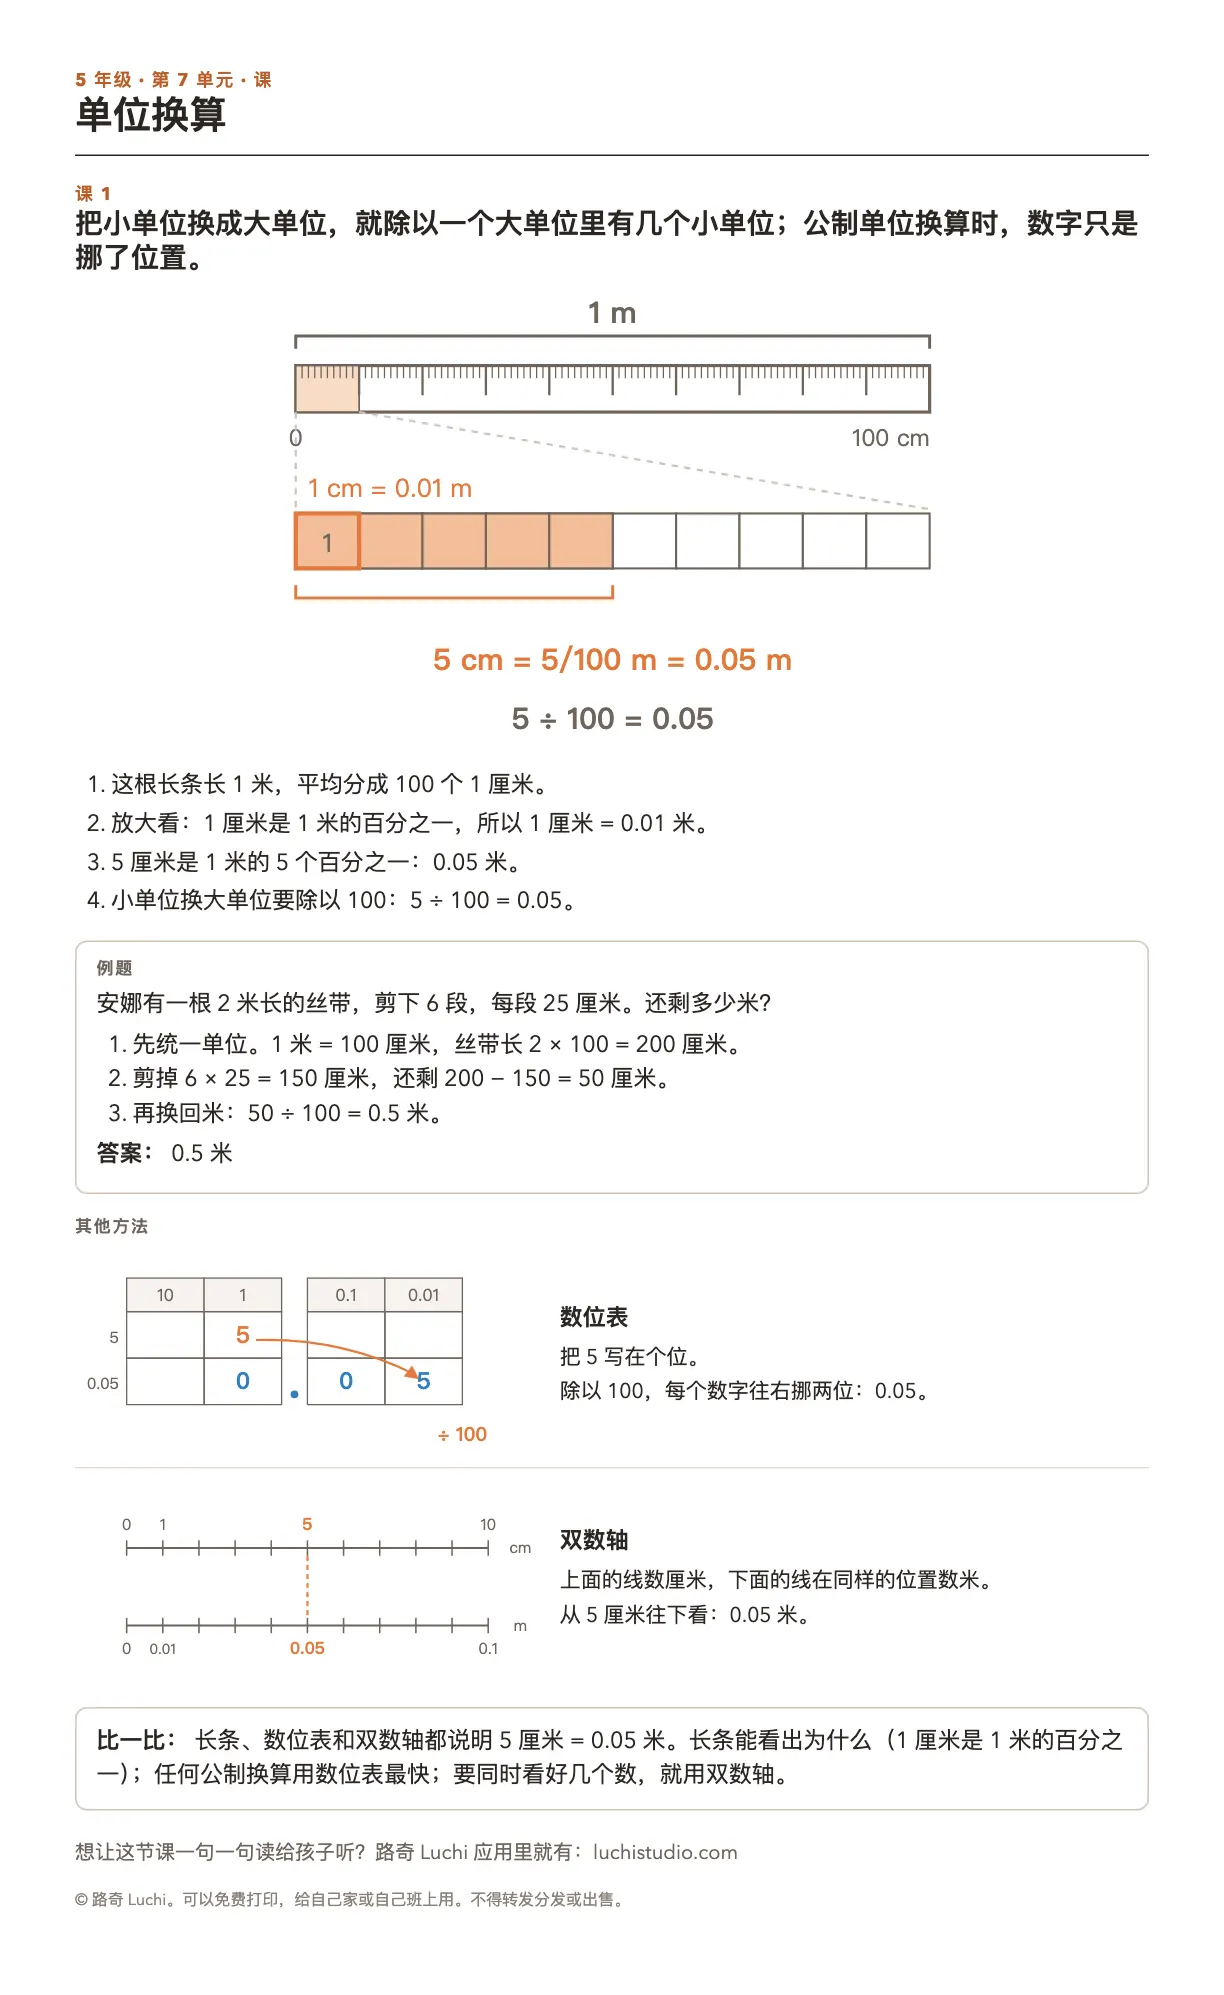 5 年级 · 第 7 单元 · 课
单位换算
课 1
把小单位换成大单位，就除以一个大单位里有几个小单位；公制单位换算时，数字只是
挪了位置。
1 m
0
100 cm
1 cm = 0.01 m
1
5 cm = 5/100 m = 0.05 m
5 ÷ 100 = 0.05
1. 这根长条长 1 米，平均分成 100 个 1 厘米。
2. 放大看：1 厘米是 1 米的百分之一，所以 1 厘米 = 0.01 米。
3. 5 厘米是 1 米的 5 个百分之一：0.05 米。
4. 小单位换大单位要除以 100：5 ÷ 100 = 0.05。
例题
安娜有一根 2 米长的丝带，剪下 6 段，每段 25 厘米。还剩多少米？
1. 先统一单位。1 米 = 100 厘米，丝带长 2 × 100 = 200 厘米。
2. 剪掉 6 × 25 = 150 厘米，还剩 200 − 150 = 50 厘米。
3. 再换回米：50 ÷ 100 = 0.5 米。
答案： 0.5 米
其他方法
10 1 0.1 0.01
5 5
0.05 0 . 0 5
÷ 100
数位表
把 5 写在个位。
除以 100，每个数字往右挪两位：0.05。
0 1 5 10
cm
m
0 0.01 0.05 0.1
双数轴
上面的线数厘米，下面的线在同样的位置数米。
从 5 厘米往下看：0.05 米。
比一比： 长条、数位表和双数轴都说明 5 厘米 = 0.05 米。长条能看出为什么（1 厘米是 1 米的百分之
一）；任何公制换算用数位表最快；要同时看好几个数，就用双数轴。
想让这节课一句一句读给孩子听？路奇 Luchi 应用里就有：luchistudio.com
© 路奇 Luchi。可以免费打印，给自己家或自己班上用。不得转发分发或出售。